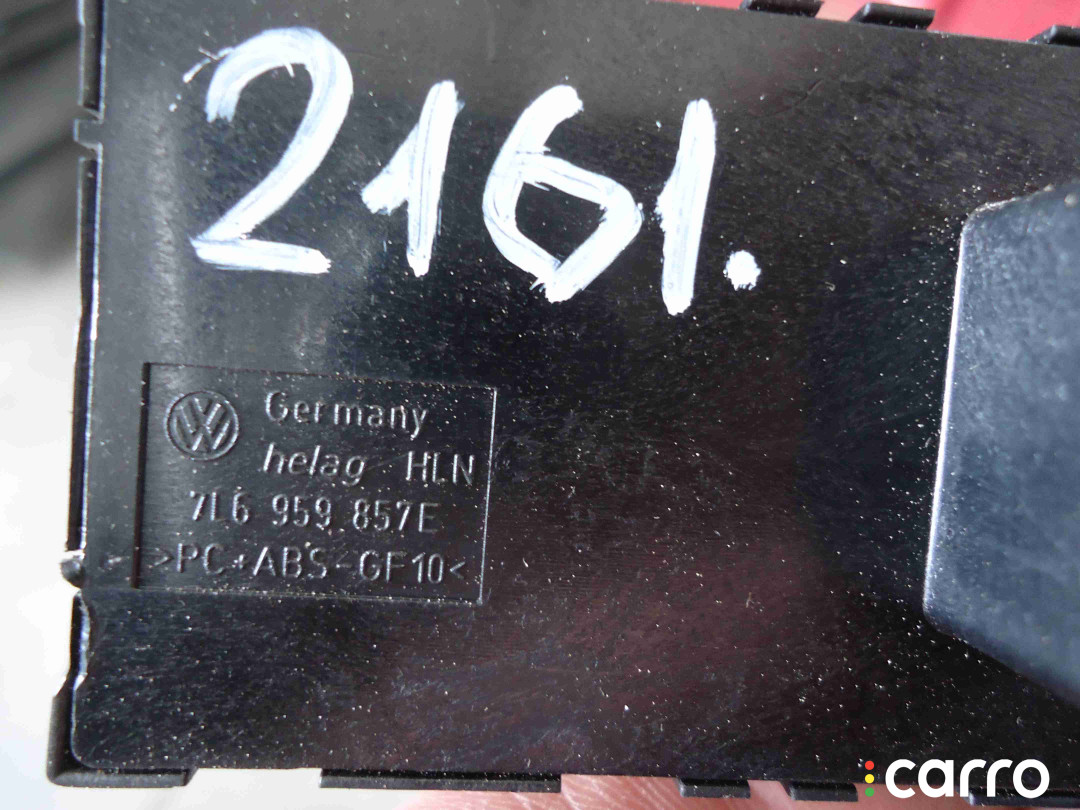 2161.
Germany
helag HLN
7L6 959 857E
>PC+ABS-GF10<
carro